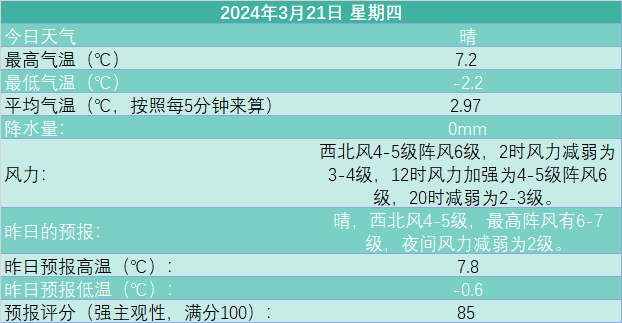 2024年3月21日 星期四
今日天气 晴
最高气温（℃） 7.2
最低气温（℃） -2.2
平均气温（℃，按照每5分钟来算） 2.97
降水量： 0mm
风力： 西北风4-5级阵风6级，2时风力减弱为
3-4级，12时风力加强为4-5级阵风6
级，20时减弱为2-3级。
昨日的预报： 晴，西北风4-5级，最高阵风有6-7
级，夜间风力减弱为2级。
昨日预报高温（℃）： 7.8
昨日预报低温（℃）： -0.6
预报评分（强主观性，满分100）： 85